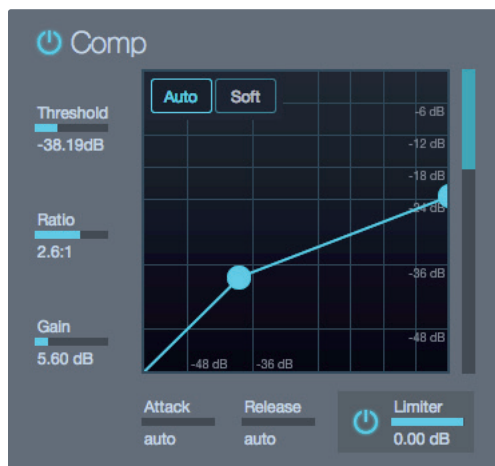 Comp
Auto
Soft
Threshold
-38.19dB
Ratio
2.6:1
Gain
5.60 dB
-6 dB
-12 dB
-18 dB
-24 dB
-36 dB
-48 dB
-48 dB
-36 dB
Attack
auto
Release
auto
Limiter
0.00 dB